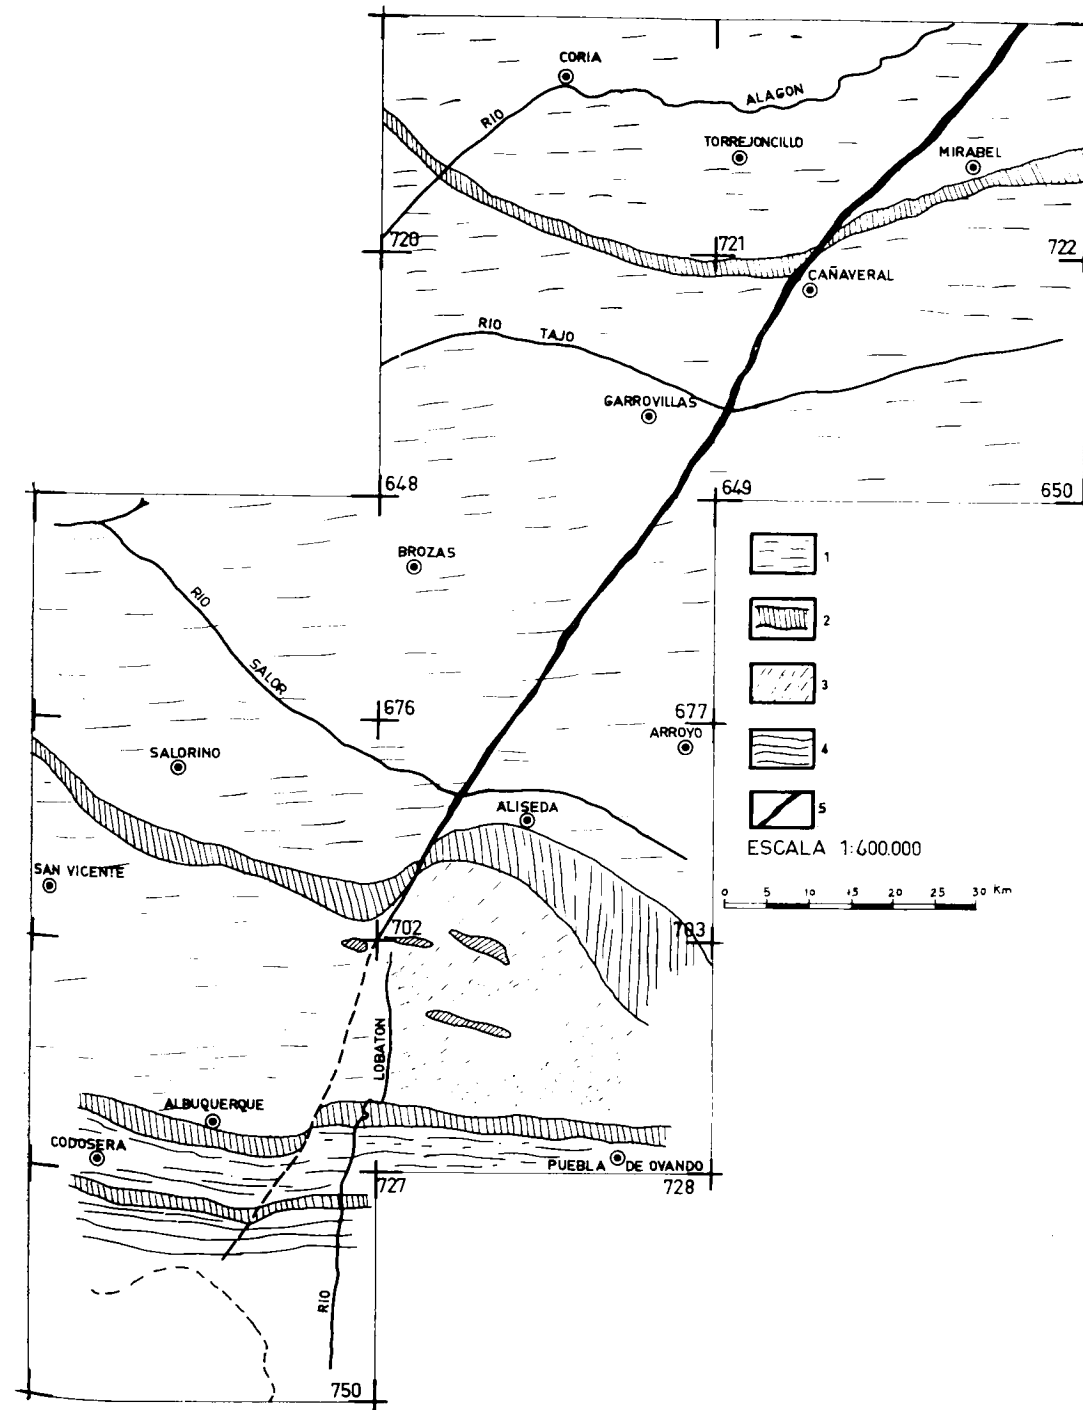 CORIA
RIO
ALAGON
TORREJONCILLO
MIRABEL
720
721
722
CAÑAVERAL
RIO
TAJO
GARROVILLAS
648
649
650
BROZAS
1
RIO
2
SALOR
3
676
677
ARROYO
SALORINO
4
ALISEDA
5
ESCALA 1:400.000
SAN VICENTE
0 5 10 15 20 25 30 Km
702
703
LOBATON
ALBUQUERQUE
CODOSERA
PUEBLA DE OVANDO
727
728
RIO
750